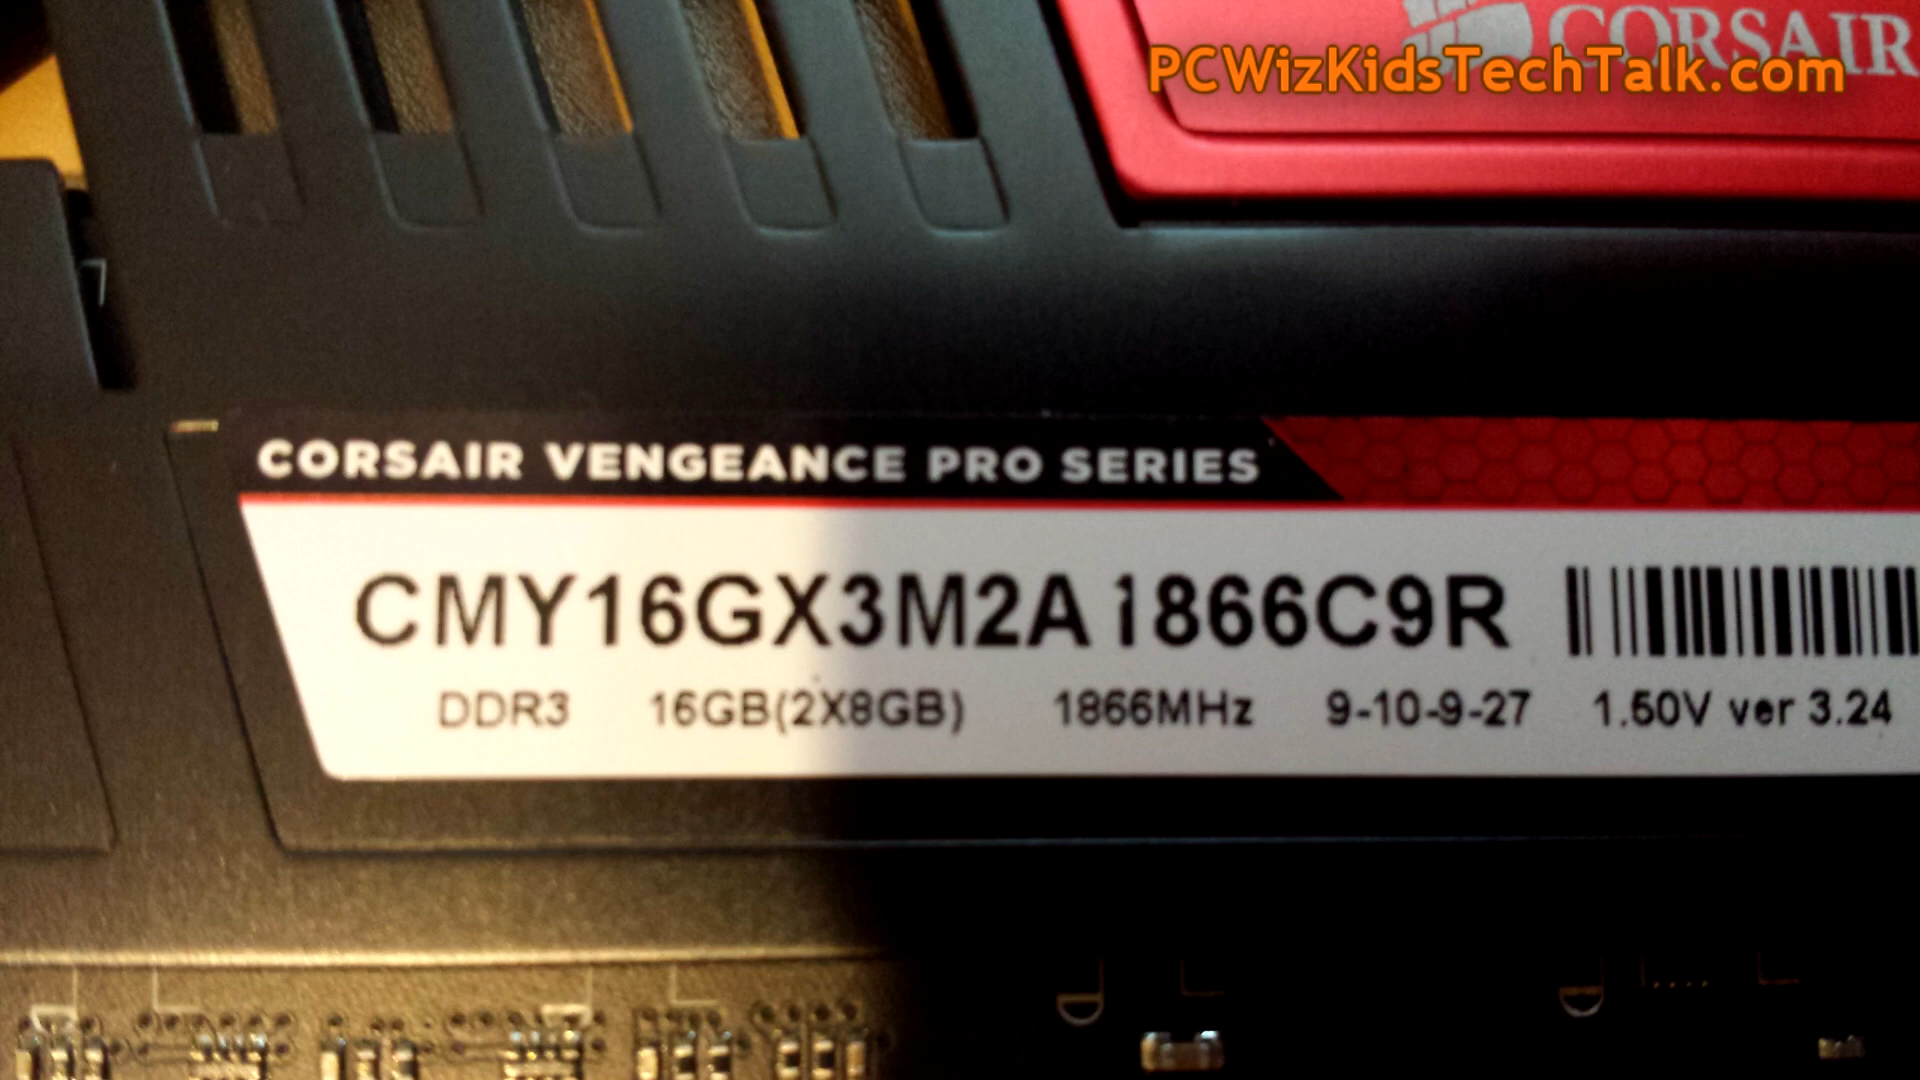 CORSAIR
PCWizKidsTechTalk.com
CORSAIR VENGEANCE PRO SERIES
CMY16GX3M2A1866C9R
DDR3 16GB(2X8GB) 1866MHz 9-10-9-27 1.50V ver 3.24